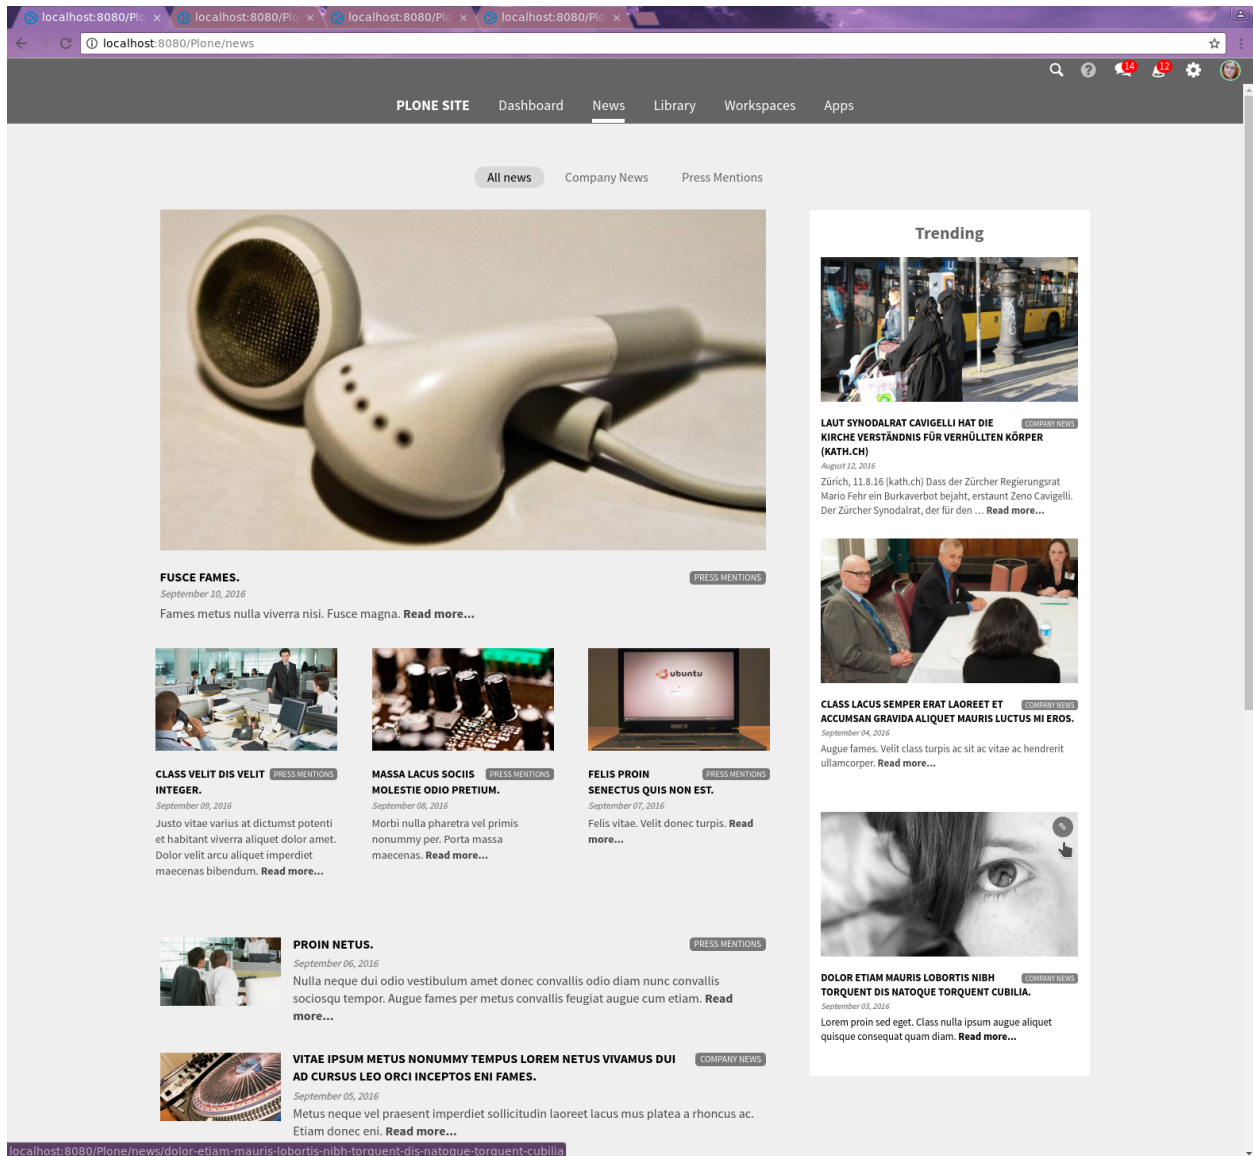 localhost:8080/Plo × localhost:8080/Plo × localhost:8080/Plo × localhost:8080/Plo ×
localhost:8080/Plone/news
14 12
PLONE SITE Dashboard News Library Workspaces Apps
All news Company News Press Mentions
FUSCE FAMES. PRESS MENTIONS
September 10, 2016
Fames metus nulla viverra nisi. Fusce magna. Read more...
ubuntu
CLASS VELIT DIS VELIT PRESS MENTIONS
INTEGER.
September 09, 2016
Justo vitae varius at dictumst potenti
et habitant viverra aliquet dolor amet.
Dolor velit arcu aliquet imperdiet
maecenas bibendum. Read more...
MASSA LACUS SOCIIS PRESS MENTIONS
MOLESTIE ODIO PRETIUM.
September 08, 2016
Morbi nulla pharetra vel primis
nonummy per. Porta massa
maecenas. Read more...
FELIS PROIN PRESS MENTIONS
SENECTUS QUIS NON EST.
September 07, 2016
Felis vitae. Velit donec turpis. Read
more...
PROIN NETUS. PRESS MENTIONS
September 06, 2016
Nulla neque dui odio vestibulum amet donec convallis odio diam nunc convallis
sociosqu tempor. Augue fames per metus convallis feugiat augue cum etiam. Read
more...
VITAE IPSUM METUS NONUMMY TEMPUS LOREM NETUS VIVAMUS DUI COMPANY NEWS
AD CURSUS LEO ORCI INCEPTOS ENI FAMES.
September 05, 2016
Metus neque vel praesent imperdiet sollicitudin laoreet lacus mus platea a rhoncus ac.
Etiam donec eni. Read more...
Trending
LAUT SYNODALRAT CAVIGELLI HAT DIE COMPANY NEWS
KIRCHE VERSTÄNDNIS FÜR VERHÜLLTEN KÖRPER
(KATH.CH)
August 12, 2016
Zürich, 11.8.16 (kath.ch) Dass der Zürcher Regierungsrat
Mario Fehr ein Burkaverbot bejaht, erstaunt Zeno Cavigelli.
Der Zürcher Synodalrat, der für den … Read more...
CLASS LACUS SEMPER ERAT LAOREET ET COMPANY NEWS
ACCUMSAN GRAVIDA ALIQUET MAURIS LUCTUS MI EROS.
September 04, 2016
Augue fames. Velit class turpis ac sit ac vitae ac hendrerit
ullamcorper. Read more...
DOLOR ETIAM MAURIS LOBORTIS NIBH COMPANY NEWS
TORQUENT DIS NATOQUE TORQUENT CUBILIA.
September 03, 2016
Lorem proin sed eget. Class nulla ipsum augue aliquet
quisque consequat quam diam. Read more...
localhost:8080/Plone/news/dolor-etiam-mauris-lobortis-nibh-torquent-dis-natoque-torquent-cubilia